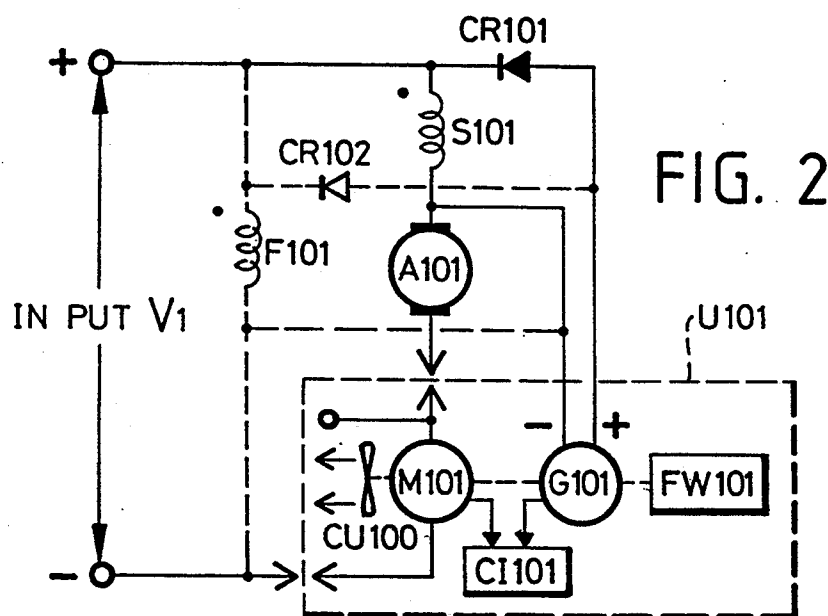 CR101
+
S101
CR102
FIG. 2
F101
A101
IN PUT V1
U101
- +
M101
G101
FW101
CU100
CI101
-